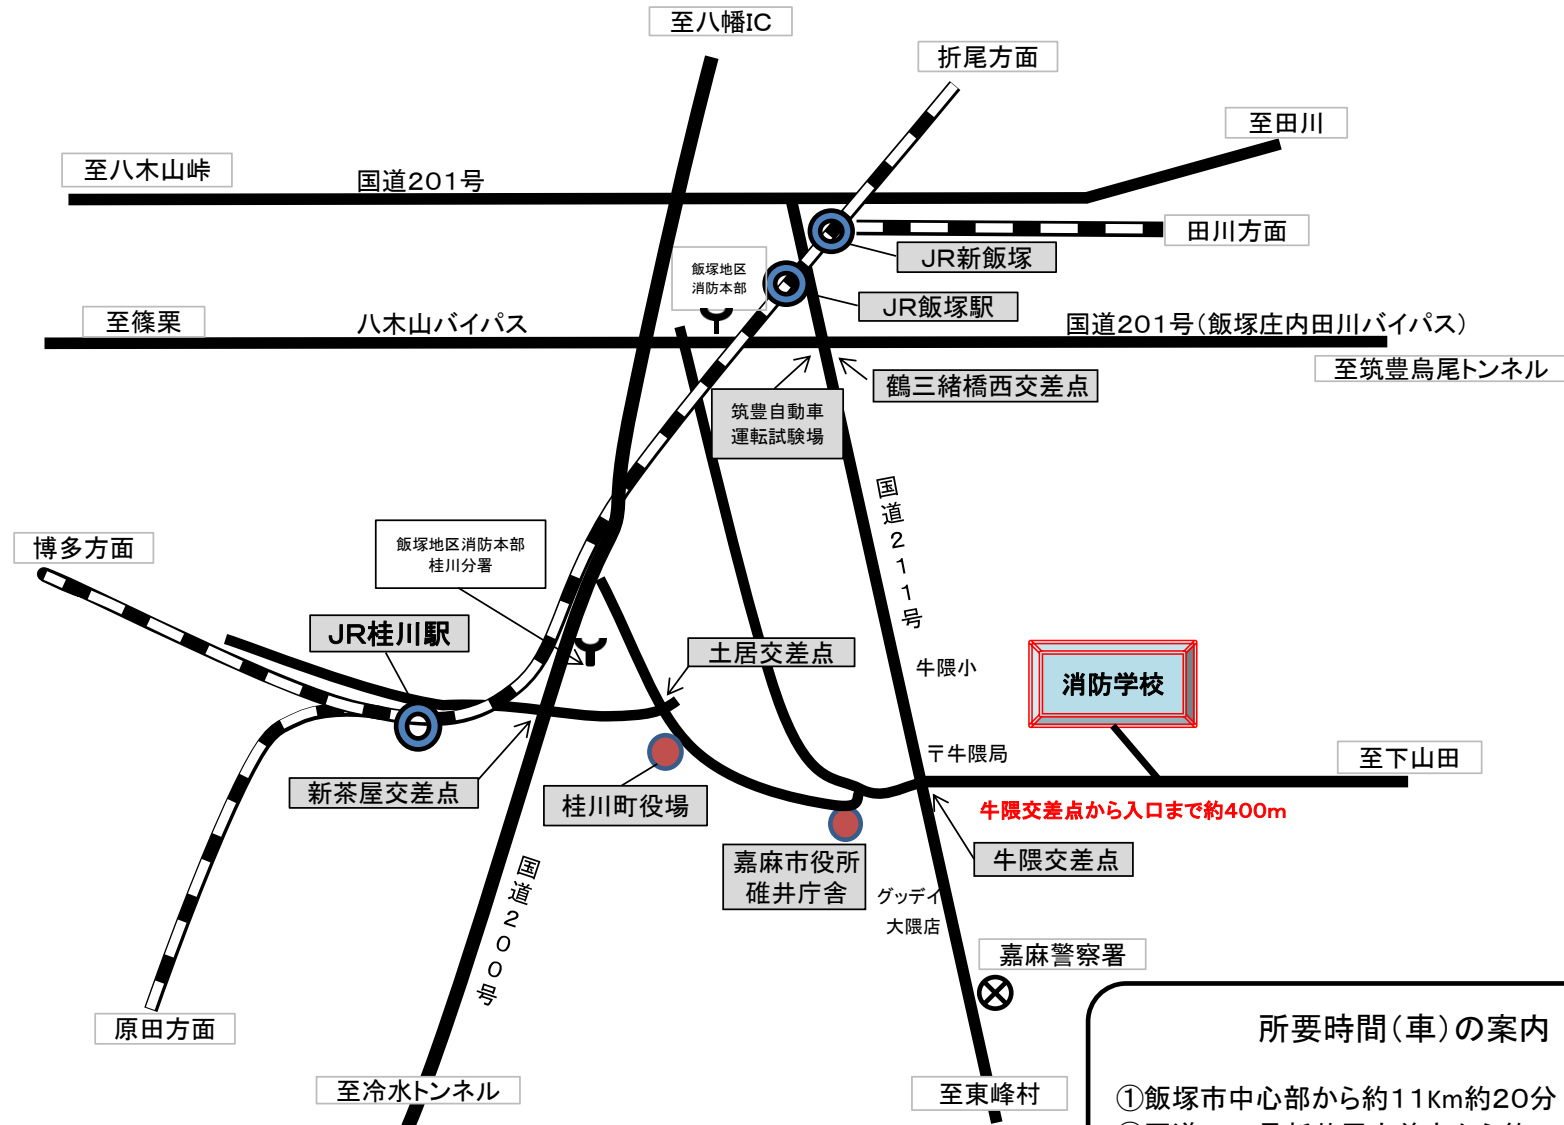 至八幡IC
折尾方面
至田川
至八木山峠
国道201号
田川方面
JR新飯塚
飯塚地区
消防本部
JR飯塚駅
至篠栗
八木山バイパス
国道201号(飯塚庄内田川バイパス)
至筑豊烏尾トンネル
鶴三緒橋西交差点
筑豊自動車
運転試験場
国道211号
博多方面
飯塚地区消防本部
桂川分署
JR桂川駅
土居交差点
牛隈小
消防学校
〒牛隈局
至下山田
新茶屋交差点
桂川町役場
牛隈交差点から入口まで約400m
牛隈交差点
嘉麻市役所
碓井庁舎
国道200号
グッデイ
大隈店
嘉麻警察署
原田方面
所要時間(車)の案内
至冷水トンネル
至東峰村
①飯塚市中心部から約11Km約20分